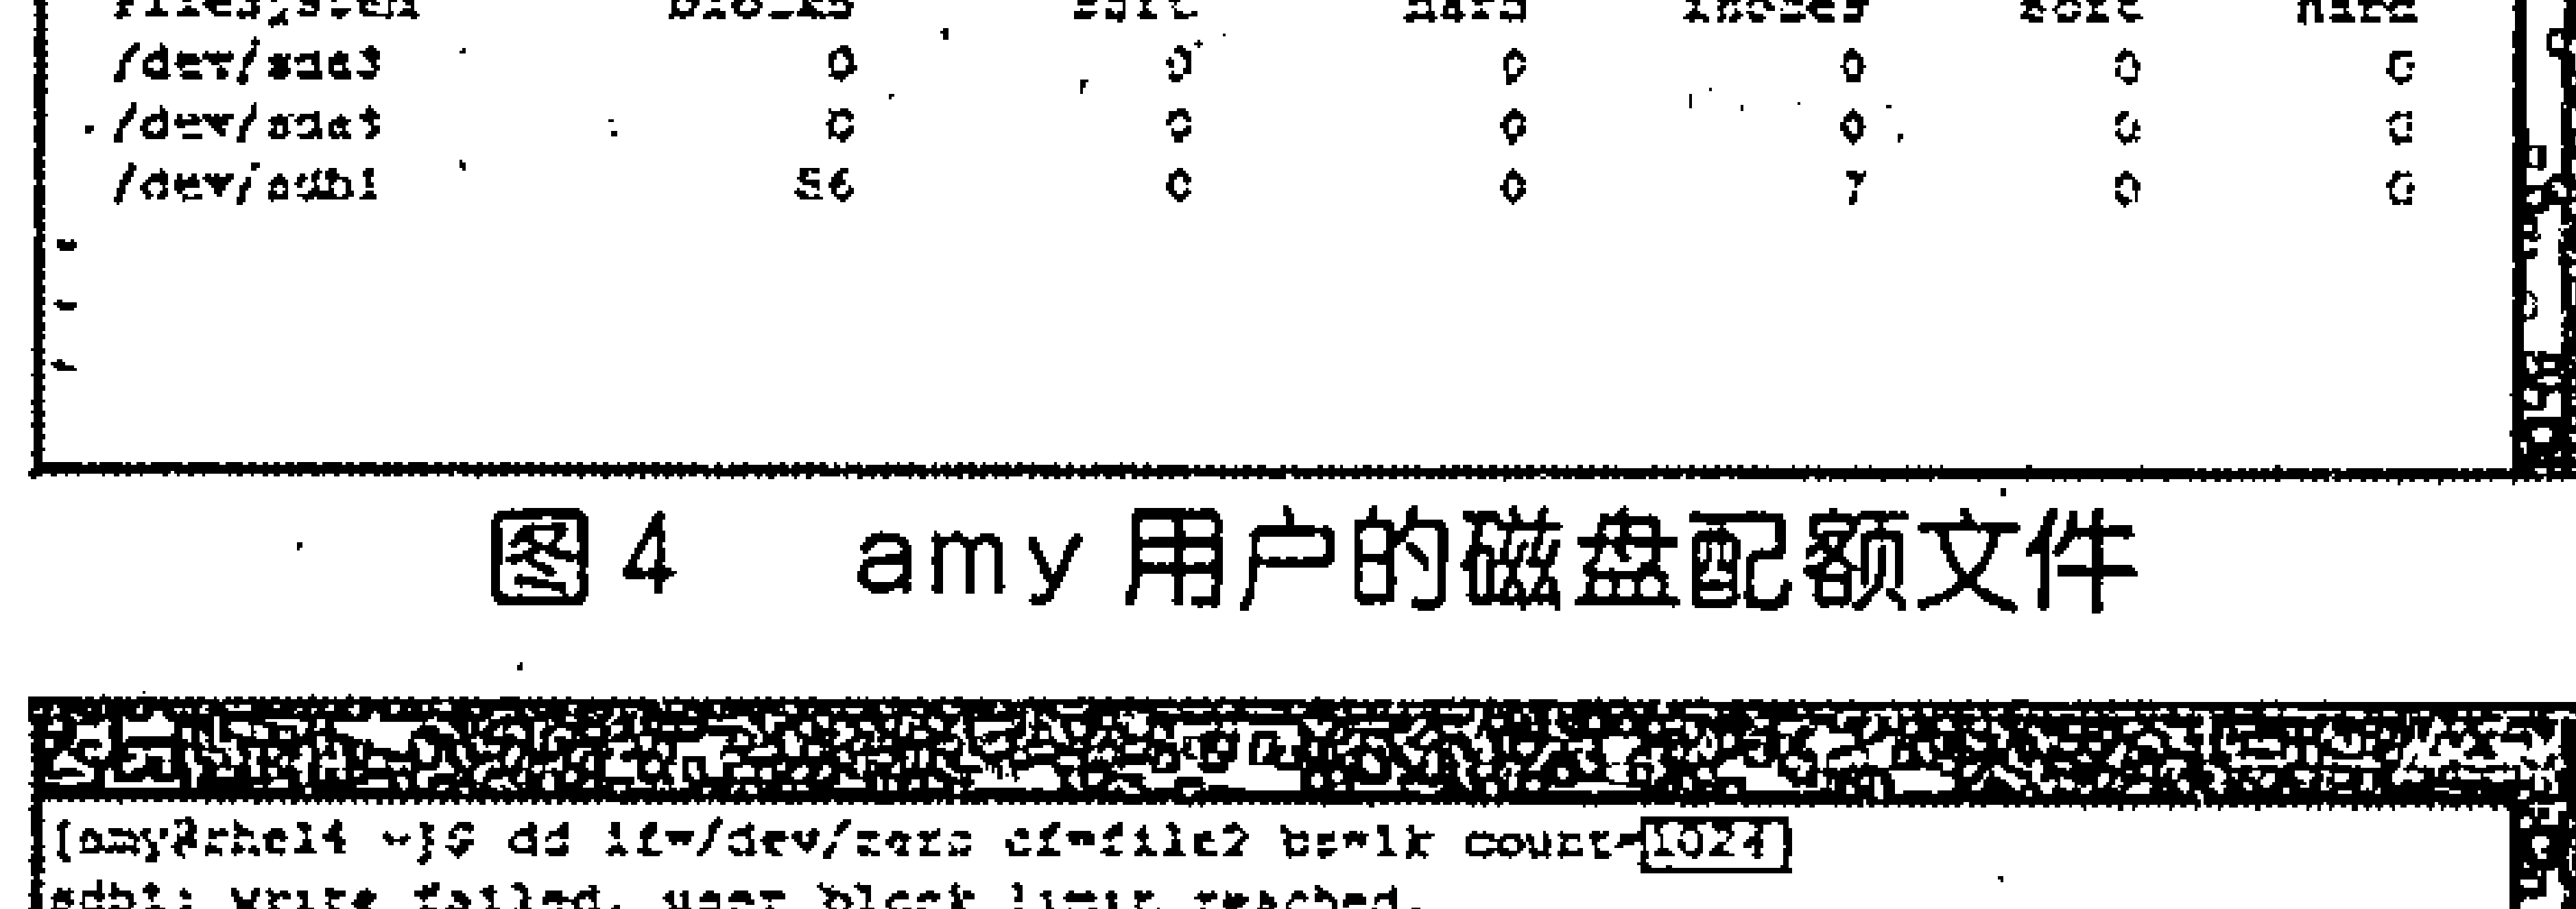 Filesystem blocks soft hard inodes soft hard
/dev/sda3 0 0 0 0 0 0
/dev/sda5 0 0 0 0 0 0
/dev/sdb1 56 0 0 7 0 0
~
~
~
图4 amy用户的磁盘配额文件
[amy@rhel4 ~]$ dd if=/dev/zero of=file2 bs=1k count=1024
sdb1: write failed, user block limit reached.